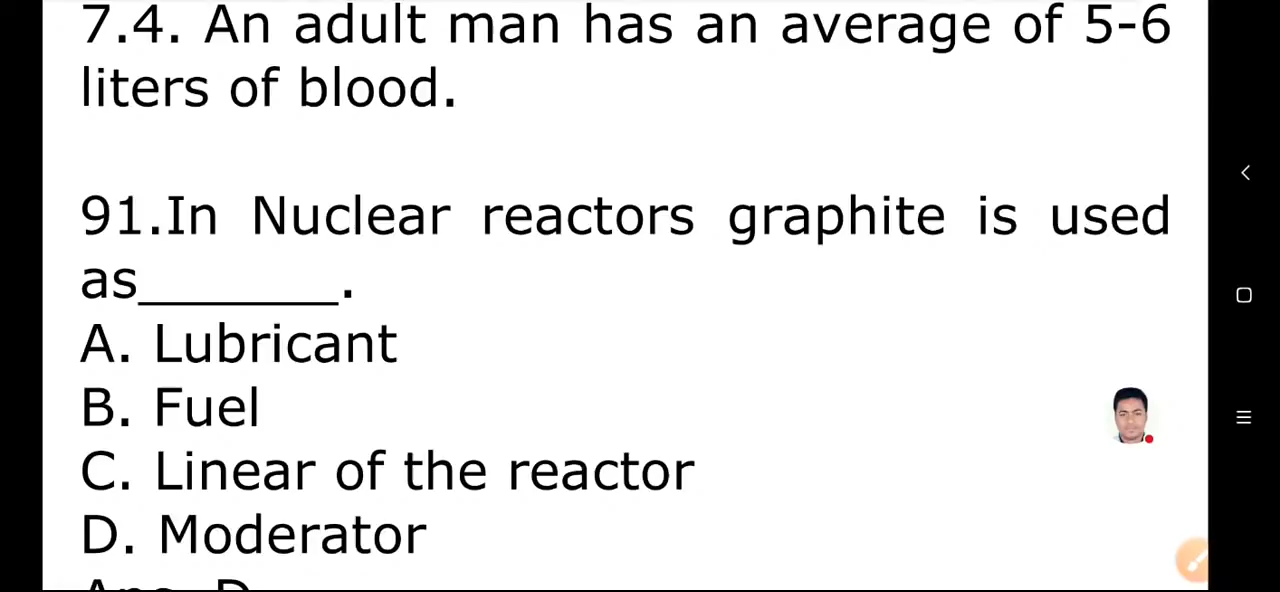 7.4. An adult man has an average of 5-6
liters of blood.
91.In Nuclear reactors graphite is used
as_______.
A. Lubricant
B. Fuel
C. Linear of the reactor
D. Moderator
Ans. D